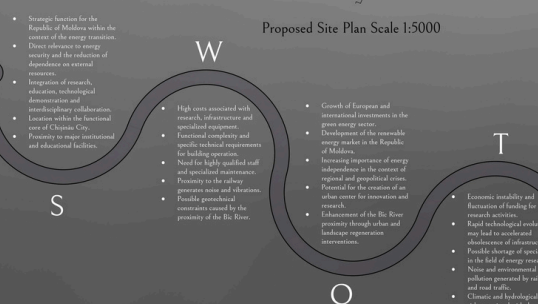 Proposed Site Plan Scale 1:5000
• Strategic function for the
Republic of Moldova within the
context of the energy transition.
• Direct relevance to energy
security and the reduction of
dependence on external
resources.
• Integration of research,
education, technological
demonstration and
interdisciplinary collaboration.
• Location within the functional
core of Chișinău City.
• Proximity to major institutional
and educational facilities.
S
W
• High costs associated with
research, infrastructure and
specialized equipment.
• Functional complexity and
specific technical requirements
for building operation.
• Need for highly qualified staff
and specialized maintenance.
• Proximity to the railway
generates noise and vibrations.
• Possible geotechnical
constraints caused by the
proximity of the Bic River.
• Growth of European and
international investments in the
green energy sector.
• Development of the renewable
energy market in the Republic
of Moldova.
• Increasing importance of energy
independence in the context of
regional and geopolitical crises.
• Potential for the creation of an
urban center for innovation and
research.
• Enhancement of the Bic River
proximity through urban and
landscape regeneration
interventions.
O
T
• Economic instability and
fluctuation of funding for
research activities.
• Rapid technological
may lead to accelerated
obsolescence of
• Possible shortage of
in the field of energy
• Noise and environmental
pollution generated by
and road traffic.
• Climatic and